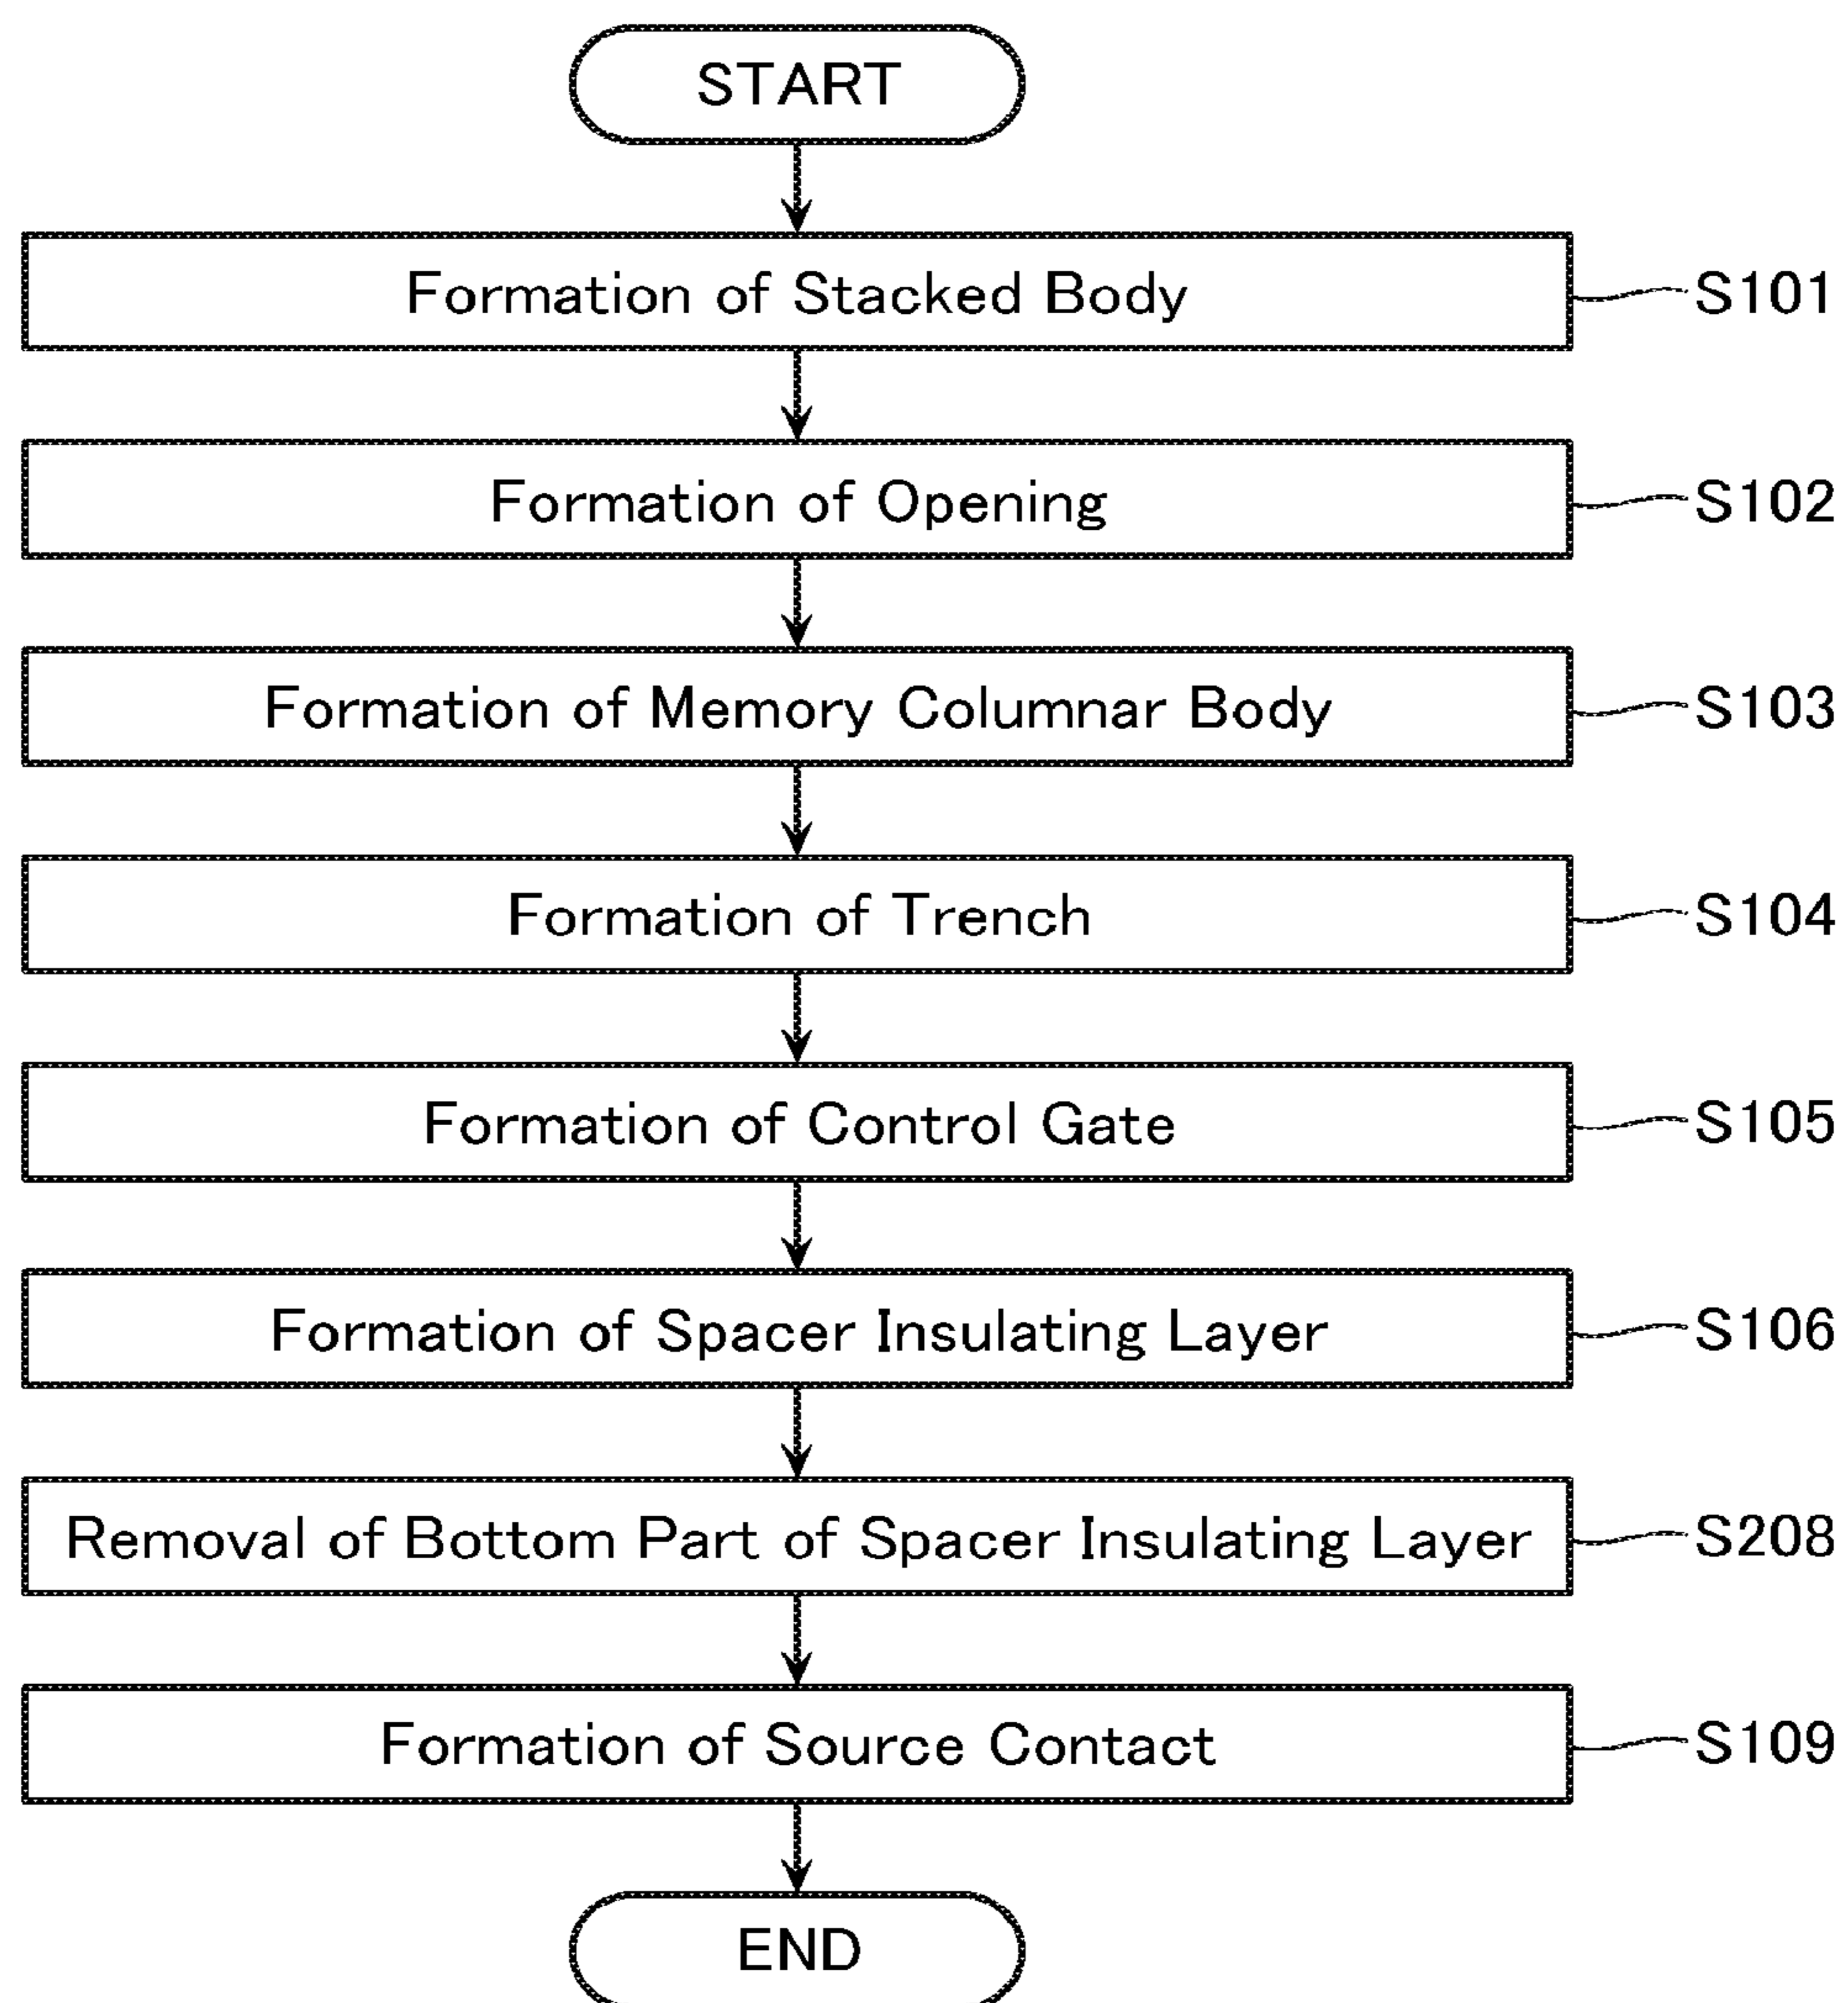 START
Formation of Stacked Body
S101
Formation of Opening
S102
Formation of Memory Columnar Body
S103
Formation of Trench
S104
Formation of Control Gate
S105
Formation of Spacer Insulating Layer
S106
Removal of Bottom Part of Spacer Insulating Layer
S208
Formation of Source Contact
S109
END